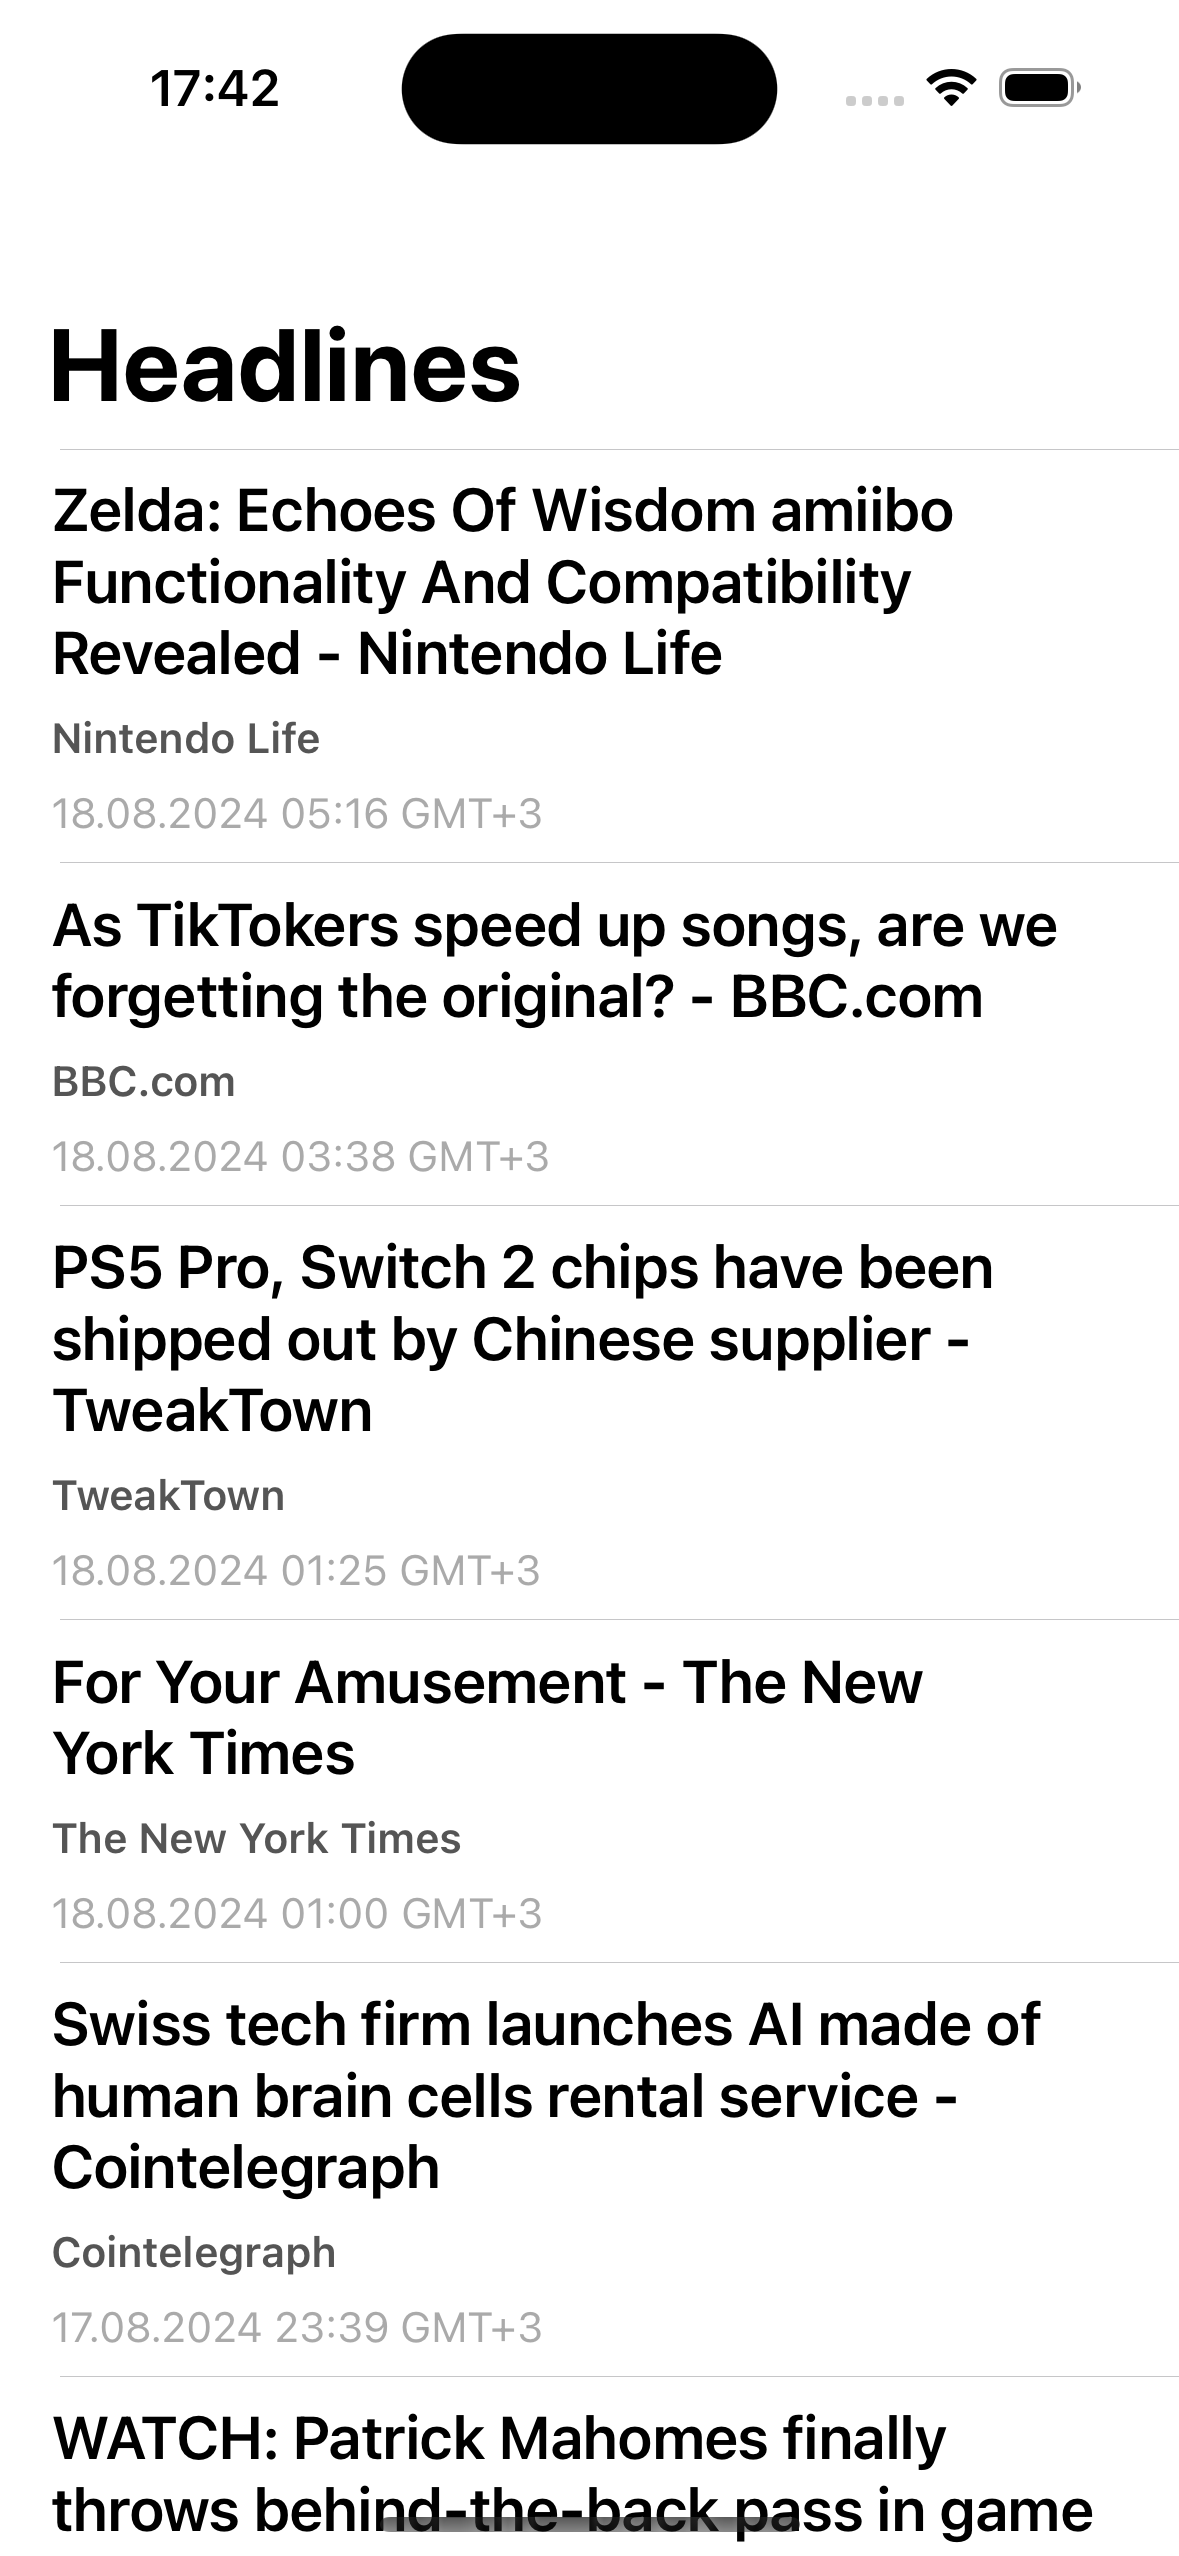 17:42
Headlines
Zelda: Echoes Of Wisdom amiibo
Functionality And Compatibility
Revealed - Nintendo Life
Nintendo Life
18.08.2024 05:16 GMT+3
As TikTokers speed up songs, are we
forgetting the original? - BBC.com
BBC.com
18.08.2024 03:38 GMT+3
PS5 Pro, Switch 2 chips have been
shipped out by Chinese supplier -
TweakTown
TweakTown
18.08.2024 01:25 GMT+3
For Your Amusement - The New
York Times
The New York Times
18.08.2024 01:00 GMT+3
Swiss tech firm launches AI made of
human brain cells rental service -
Cointelegraph
Cointelegraph
17.08.2024 23:39 GMT+3
WATCH: Patrick Mahomes finally
throws behind-the-back pass in game